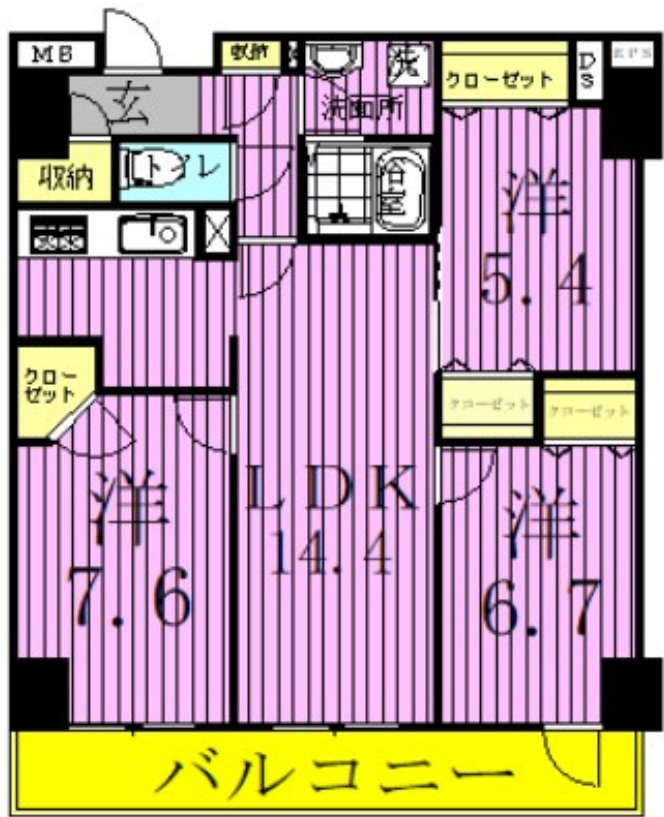 MB
収納
洗
クローゼット
DS
EPS
玄
洗面所
収納
トイレ
浴室
洋
5.4
クローゼット
クローゼット
クローゼット
洋
7.6
LDK
14.4
洋
6.7
バルコニー